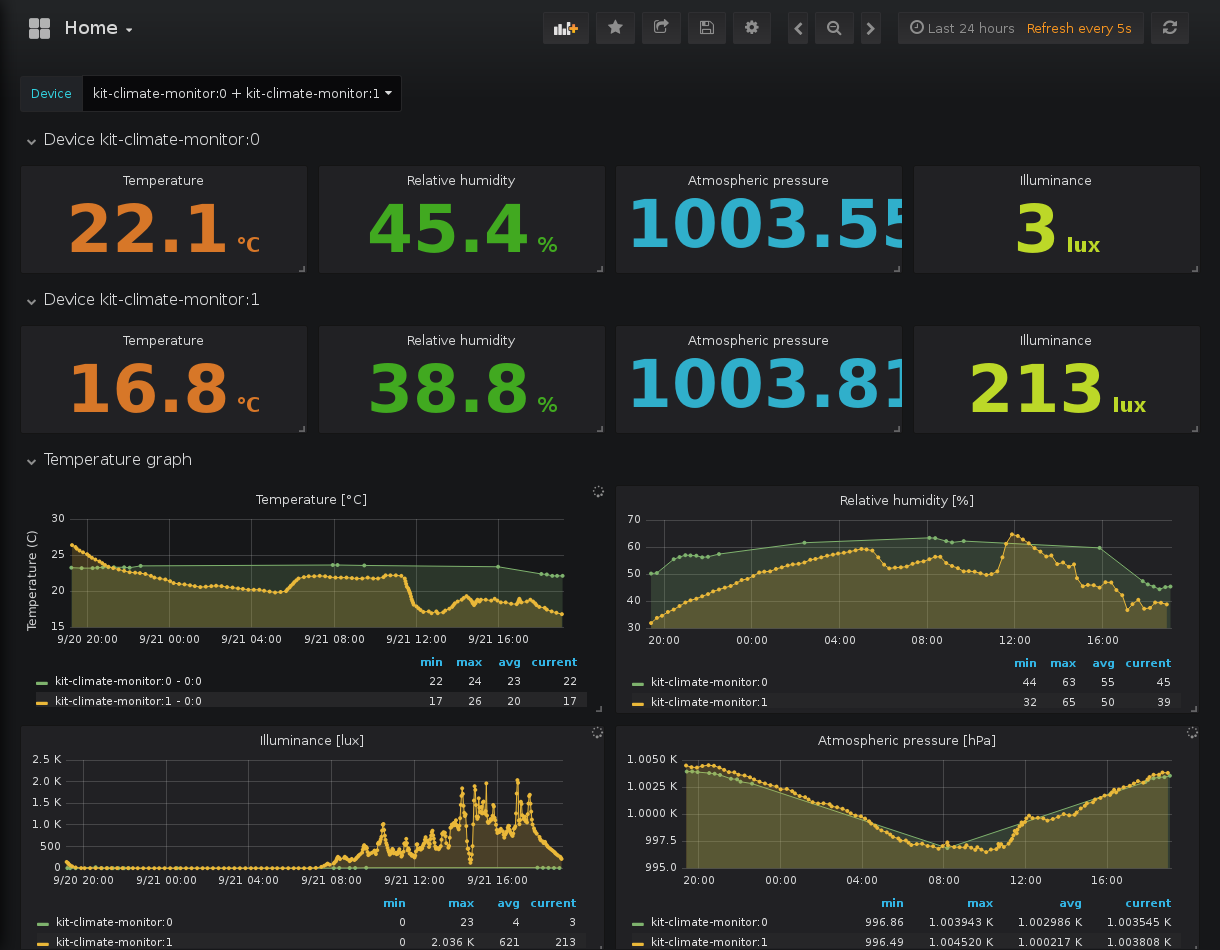 Home
Last 24 hours Refresh every 5s
Device kit-climate-monitor:0 + kit-climate-monitor:1
Device kit-climate-monitor:0
Temperature Relative humidity Atmospheric pressure Illuminance
22.1 °C 45.4 % 1003.55 3 lux
Device kit-climate-monitor:1
Temperature Relative humidity Atmospheric pressure Illuminance
16.8 °C 38.8 % 1003.81 213 lux
Temperature graph
Temperature [°C]
Temperature (C)
30
25
20
15
9/20 20:00 9/21 00:00 9/21 04:00 9/21 08:00 9/21 12:00 9/21 16:00
min max avg current
kit-climate-monitor:0 - 0:0 22 24 23 22
kit-climate-monitor:1 - 0:0 17 26 20 17
Relative humidity [%]
70
60
50
40
30
20:00 00:00 04:00 08:00 12:00 16:00
min max avg current
kit-climate-monitor:0 44 63 55 45
kit-climate-monitor:1 32 65 50 39
Illuminance [lux]
2.5 K
2.0 K
1.5 K
1.0 K
500
0
9/20 20:00 9/21 00:00 9/21 04:00 9/21 08:00 9/21 12:00 9/21 16:00
min max avg current
kit-climate-monitor:0 0 23 4 3
kit-climate-monitor:1 0 2.036 K 621 213
Atmospheric pressure [hPa]
1.0050 K
1.0025 K
1.0000 K
997.5
995.0
20:00 00:00 04:00 08:00 12:00 16:00
min max avg current
kit-climate-monitor:0 996.86 1.003943 K 1.002986 K 1.003545 K
kit-climate-monitor:1 996.49 1.004520 K 1.000217 K 1.003808 K